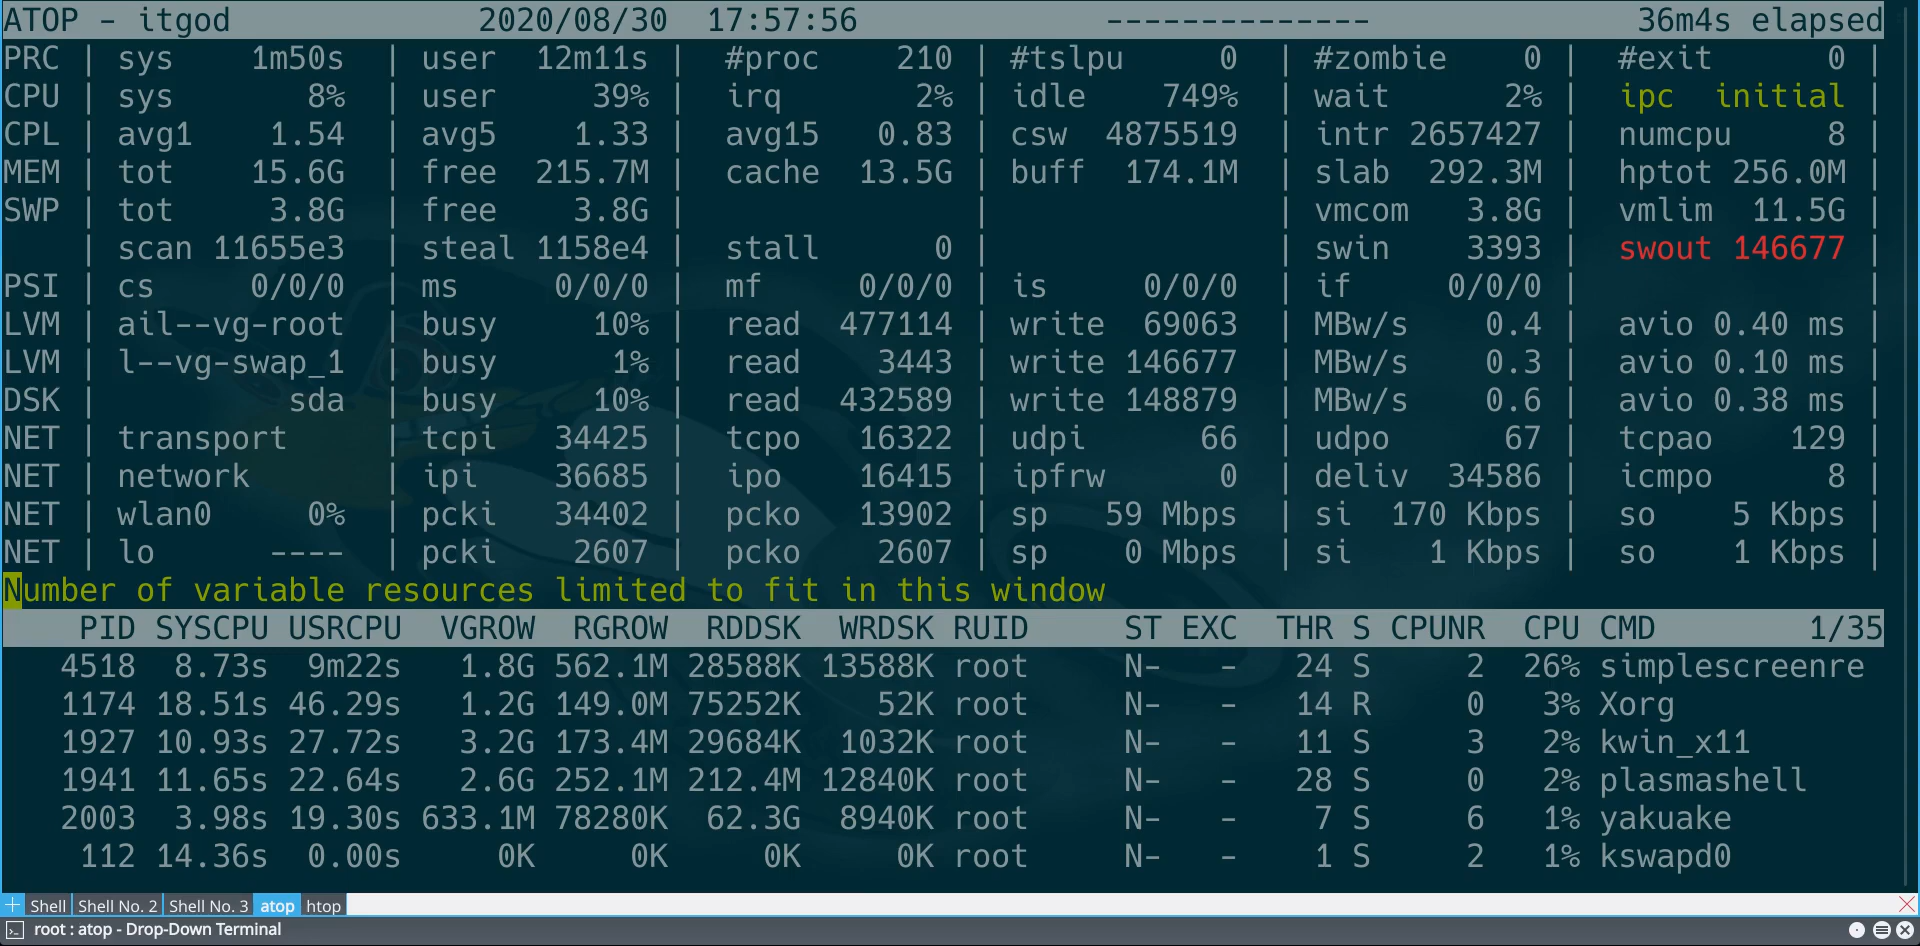 ATOP - itgod 2020/08/30 17:57:56 -------------- 36m4s elapsed
PRC | sys 1m50s | user 12m11s | #proc 210 | #tslpu 0 | #zombie 0 | #exit 0 |
CPU | sys 8% | user 39% | irq 2% | idle 749% | wait 2% | ipc initial |
CPL | avg1 1.54 | avg5 1.33 | avg15 0.83 | csw 4875519 | intr 2657427 | numcpu 8 |
MEM | tot 15.6G | free 215.7M | cache 13.5G | buff 174.1M | slab 292.3M | hptot 256.0M |
SWP | tot 3.8G | free 3.8G | | | vmcom 3.8G | vmlim 11.5G |
| scan 11655e3 | steal 1158e4 | stall 0 | | swin 3393 | swout 146677 |
PSI | cs 0/0/0 | ms 0/0/0 | mf 0/0/0 | is 0/0/0 | if 0/0/0 | |
LVM | ail--vg-root | busy 10% | read 477114 | write 69063 | MBw/s 0.4 | avio 0.40 ms |
LVM | l--vg-swap_1 | busy 1% | read 3443 | write 146677 | MBw/s 0.3 | avio 0.10 ms |
DSK | sda | busy 10% | read 432589 | write 148879 | MBw/s 0.6 | avio 0.38 ms |
NET | transport | tcpi 34425 | tcpo 16322 | udpi 66 | udpo 67 | tcpao 129 |
NET | network | ipi 36685 | ipo 16415 | ipfrw 0 | deliv 34586 | icmpo 8 |
NET | wlan0 0% | pcki 34402 | pcko 13902 | sp 59 Mbps | si 170 Kbps | so 5 Kbps |
NET | lo ---- | pcki 2607 | pcko 2607 | sp 0 Mbps | si 1 Kbps | so 1 Kbps |
Number of variable resources limited to fit in this window
PID SYSCPU USRCPU VGROW RGROW RDDSK WRDSK RUID ST EXC THR S CPUNR CPU CMD 1/35
4518 8.73s 9m22s 1.8G 562.1M 28588K 13588K root N- - 24 S 2 26% simplescreenre
1174 18.51s 46.29s 1.2G 149.0M 75252K 52K root N- - 14 R 0 3% Xorg
1927 10.93s 27.72s 3.2G 173.4M 29684K 1032K root N- - 11 S 3 2% kwin_x11
1941 11.65s 22.64s 2.6G 252.1M 212.4M 12840K root N- - 28 S 0 2% plasmashell
2003 3.98s 19.30s 633.1M 78280K 62.3G 8940K root N- - 7 S 6 1% yakuake
112 14.36s 0.00s 0K 0K 0K 0K root N- - 1 S 2 1% kswapd0
Shell Shell No. 2 Shell No. 3 atop htop
root : atop - Drop-Down Terminal